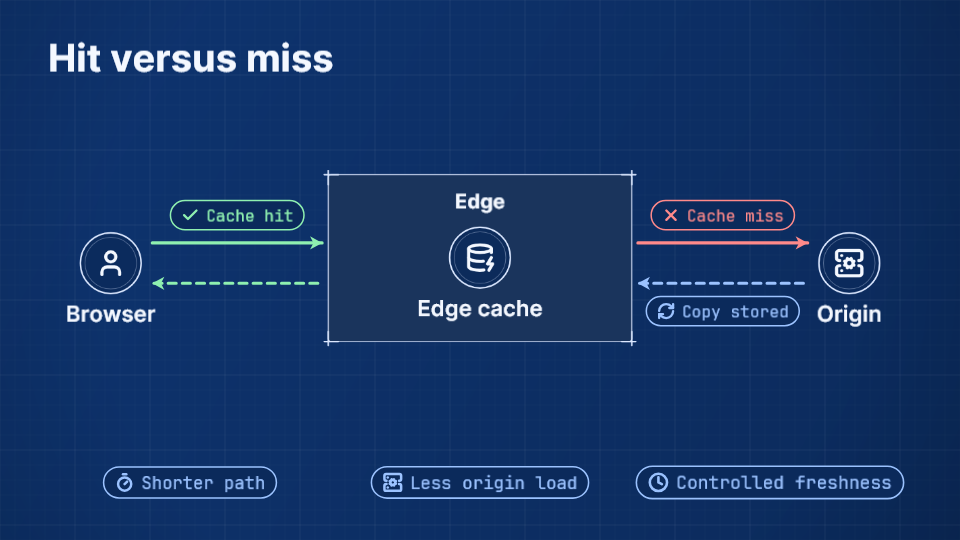 Hit versus miss
Cache hit
Edge
Cache miss
Browser
Edge cache
Copy stored
Origin
Shorter path
Less origin load
Controlled freshness